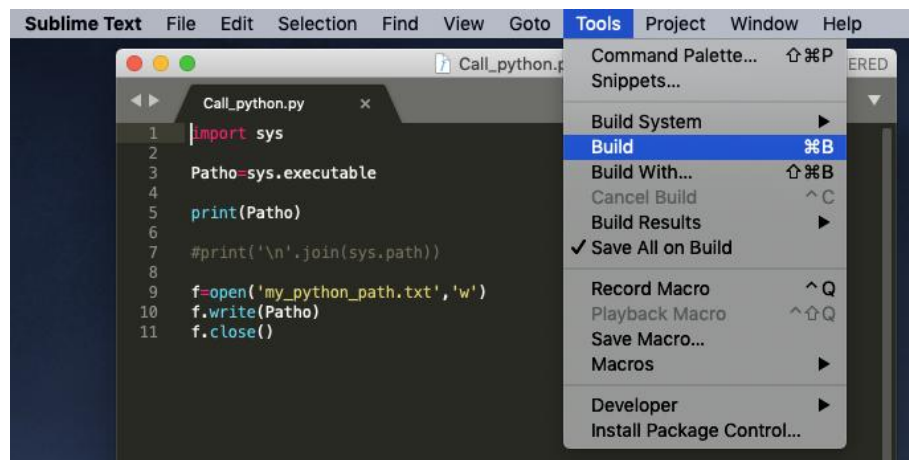 Sublime Text File Edit Selection Find View Goto Tools Project Window Help
Call_python.p
ERED
Call_python.py ×
1 import sys
2
3 Patho=sys.executable
4
5 print(Patho)
6
7 #print('\n'.join(sys.path))
8
9 f=open('my_python_path.txt','w')
10 f.write(Patho)
11 f.close()
Command Palette... ⇧⌘P
Snippets...
Build System ▶
Build ⌘B
Build With... ⇧⌘B
Cancel Build ^C
Build Results ▶
✓ Save All on Build
Record Macro ^Q
Playback Macro ^⇧Q
Save Macro...
Macros ▶
Developer ▶
Install Package Control...